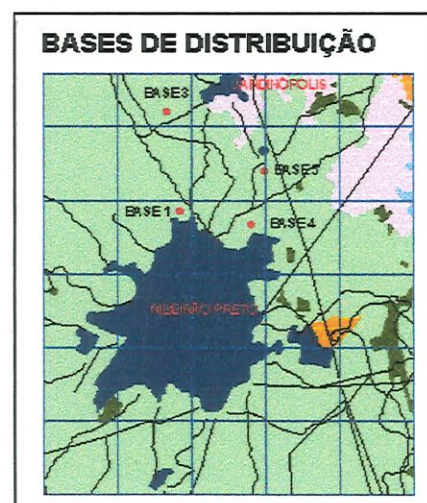 BASES DE DISTRIBUIÇÃO
JARDINÓPOLIS
BASE3
BASE5
BASE1
BASE4
RIBEIRÃO PRETO